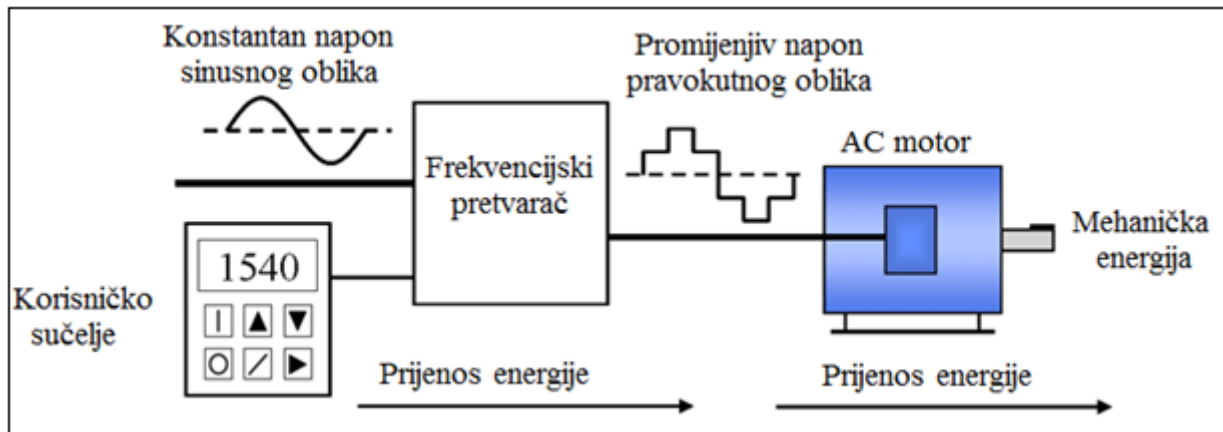 Konstantan napon
sinusnog oblika
Promijenjiv napon
pravokutnog oblika
AC motor
Frekvencijski
pretvarač
Mehanička
energija
1540
Korisničko
sučelje
Prijenos energije
Prijenos energije